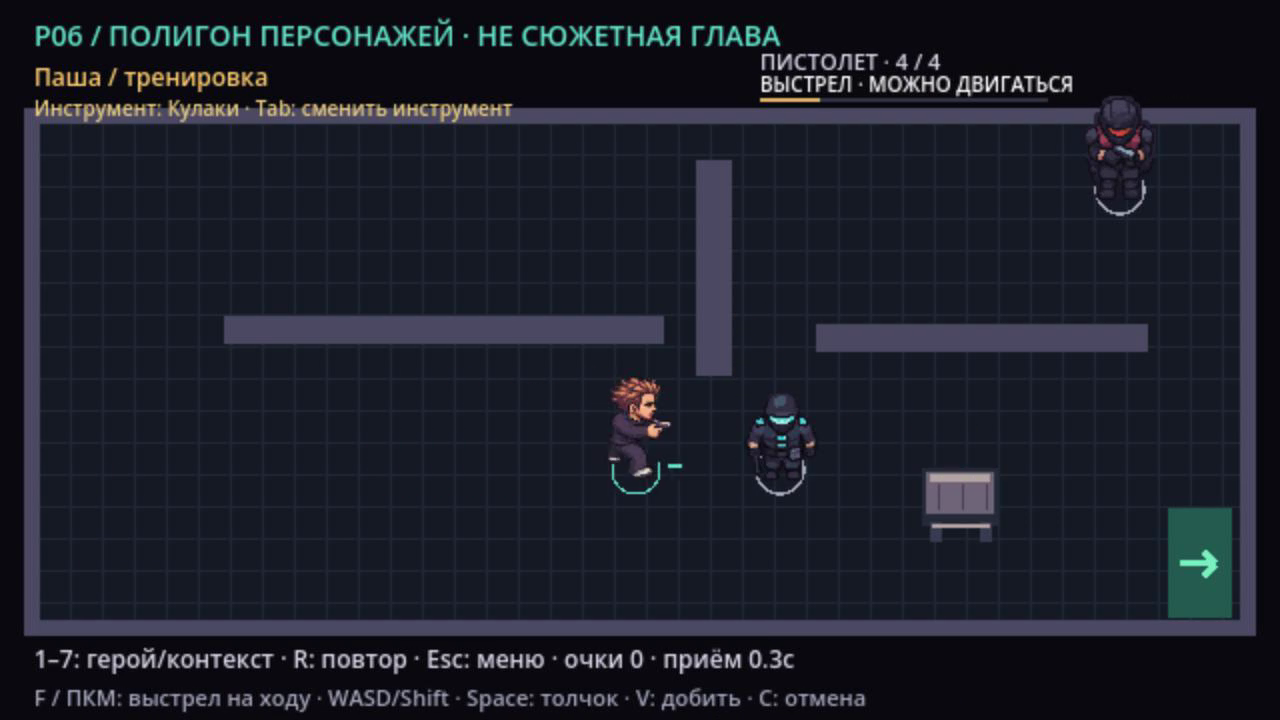 P06 / ПОЛИГОН ПЕРСОНАЖЕЙ · НЕ СЮЖЕТНАЯ ГЛАВА
ПИСТОЛЕТ · 4 / 4
Паша / тренировка
ВЫСТРЕЛ · МОЖНО ДВИГАТЬСЯ
Инструмент: Кулаки · Tab: сменить инструмент
→
1–7: герой/контекст · R: повтор · Esc: меню · очки 0 · приём 0.3с
F / ПКМ: выстрел на ходу · WASD/Shift · Space: толчок · V: добить · C: отмена